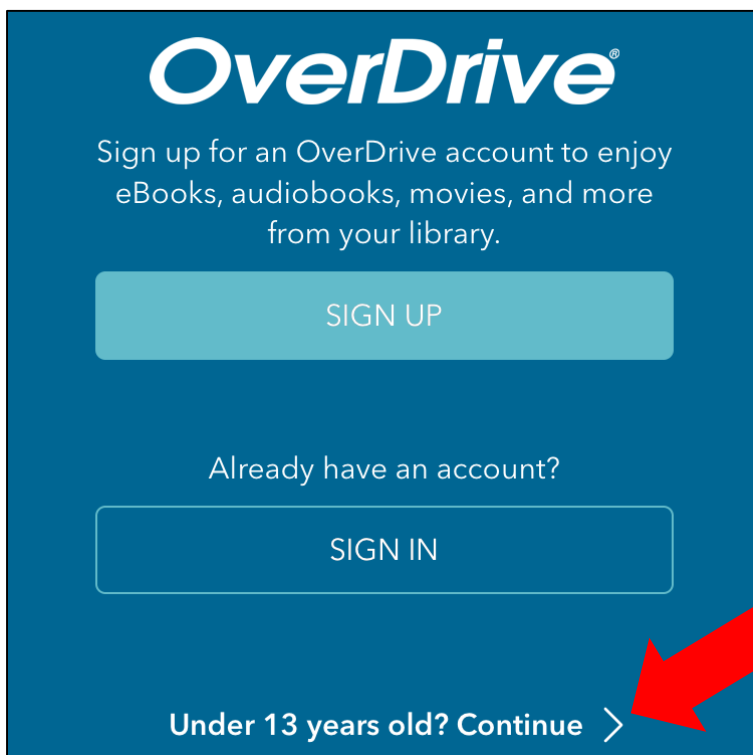 OverDrive®
Sign up for an OverDrive account to enjoy
eBooks, audiobooks, movies, and more
from your library.
SIGN UP
Already have an account?
SIGN IN
Under 13 years old? Continue >